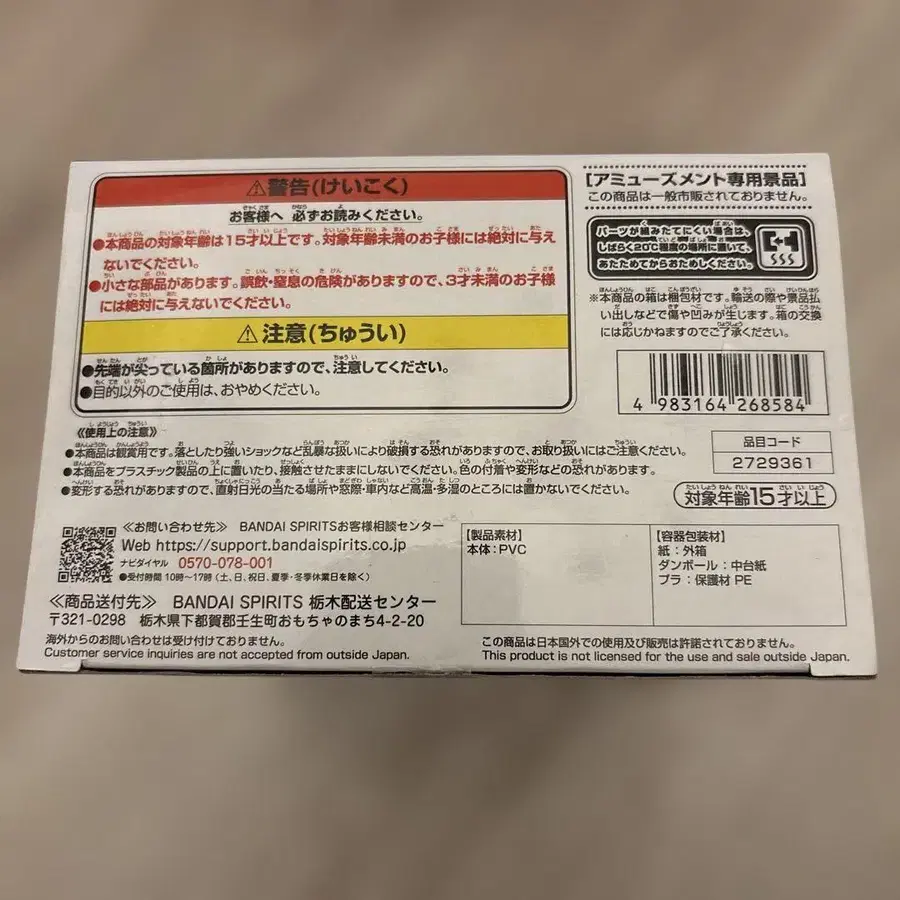 ⚠警告(けいこく)
お客様へ 必ずお読みください。
●本商品の対象年齢は15才以上です。対象年齢未満のお子様には絶対に与え
ないでください。
●小さな部品があります。誤飲・窒息の危険がありますので、3才未満のお子様
には絶対に与えないでください。
⚠注意(ちゅうい)
●先端が尖っている箇所がありますので、注意してください。
●目的以外のご使用は、おやめください。
[アミューズメント専用景品]
この商品は一般市販されておりません。
パーツが組みたてにくい場合は、
しばらく20℃程度の場所に置いて、
あたためてからおためしください。
※本商品の箱は梱包材です。輸送の際や景品払
い出しなどで傷や凹みが生じます。箱の交換
には応じかねますのでご了承ください。
4 983164 268584
品目コード
2729361
対象年齢15才以上
《使用上の注意》
●本商品は観賞用です。落としたり強いショックなど乱暴な扱いにより破損する恐れがありますので、お取り扱いにはご注意ください。
●本商品をプラスチック製品の上に置いたり、接触させたままにしないでください。色の付着や変形などの恐れがあります。
●変形する恐れがありますので、直射日光の当たる場所や窓際・車内など高温・多湿のところには置かないでください。
≪お問い合わせ先≫ BANDAI SPIRITSお客様相談センター
Web https://support.bandaispirits.co.jp
ナビダイヤル 0570-078-001
●受付時間 10時〜17時(土、日、祝日、夏季・冬季休業日を除く)
≪商品送付先≫ BANDAI SPIRITS 栃木配送センター
〒321-0298 栃木県下都賀郡壬生町おもちゃのまち4-2-20
【製品素材】
本体：PVC
【容器包装材】
紙：外箱
ダンボール：中台紙
プラ：保護材 PE
海外からのお問い合わせは受け付けておりません。
Customer service inquiries are not accepted from outside Japan.
この商品は日本国外での使用及び販売は許諾されておりません。
This product is not licensed for the use and sale outside Japan.